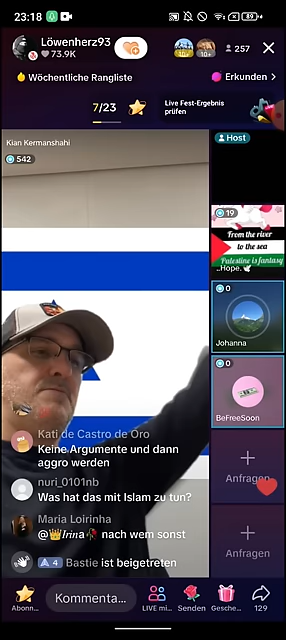 23:18
89
Löwenherz93
73.9K
10+
10+
257
Wöchentliche Rangliste
Erkunden >
7/23
Live Fest-Ergebnis
prüfen
Kian Kermanshahi
542
Host
19
From the river
to the sea
Palestine is fantasy
..Hope.
0
Johanna
0
BeFreeSoon
Kati de Castro de Oro
Keine Argumente und dann
aggro werden
nuri_0101nb
Was hat das mit Islam zu tun?
Maria Loirinha
@👑Irina🥀 nach wem sonst
4 Bastie ist beigetreten
+
Anfragen
+
Anfragen
Abonn...
Kommenta...
LIVE mi...
Senden
Gesche...
129